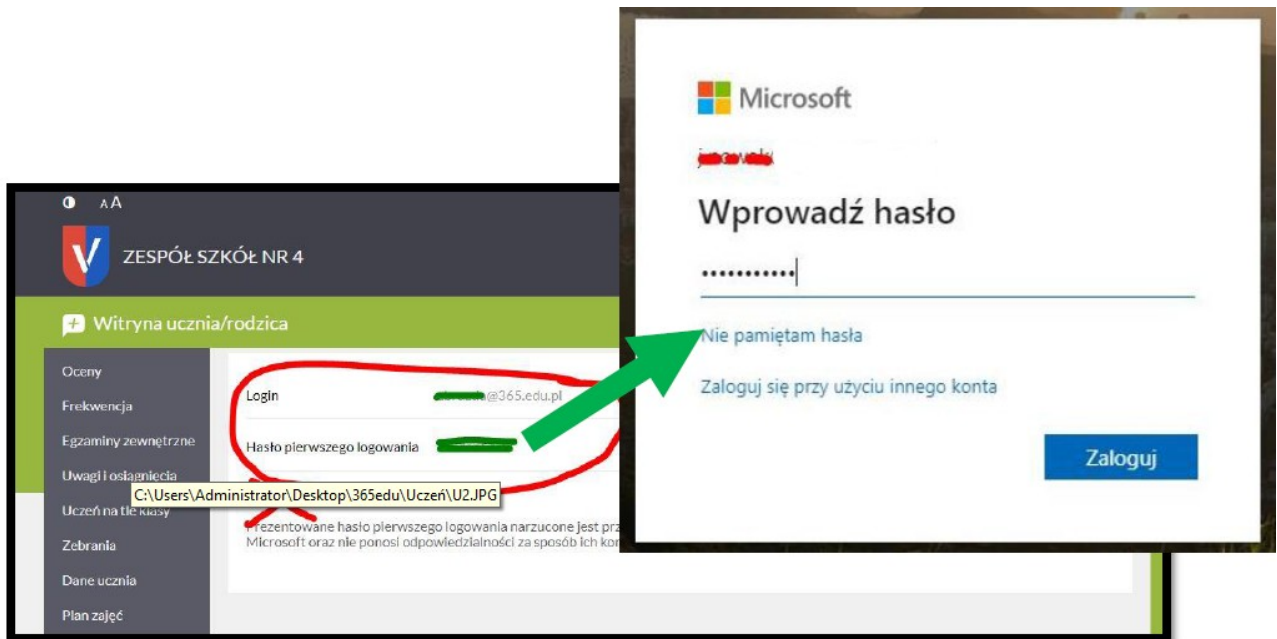 Microsoft
Wprowadź hasło
•••••••••••
Nie pamiętam hasła
Zaloguj się przy użyciu innego konta
Zaloguj
A A
ZESPÓŁ SZKÓŁ NR 4
Witryna ucznia/rodzica
Oceny
Frekwencja
Egzaminy zewnętrzne
Uwagi i osiągnięcia
Uczeń na tle klasy
Zebrania
Dane ucznia
Plan zajęć
Login @365.edu.pl
Hasło pierwszego logowania
C:\Users\Administrator\Desktop\365edu\Uczeń\U2.JPG
Prezentowane hasło pierwszego logowania narzucone jest
Microsoft oraz nie ponosi odpowiedzialności za sposób ich